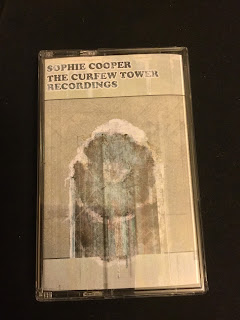 SOPHIE COOPER
THE CURFEW TOWER
RECORDINGS